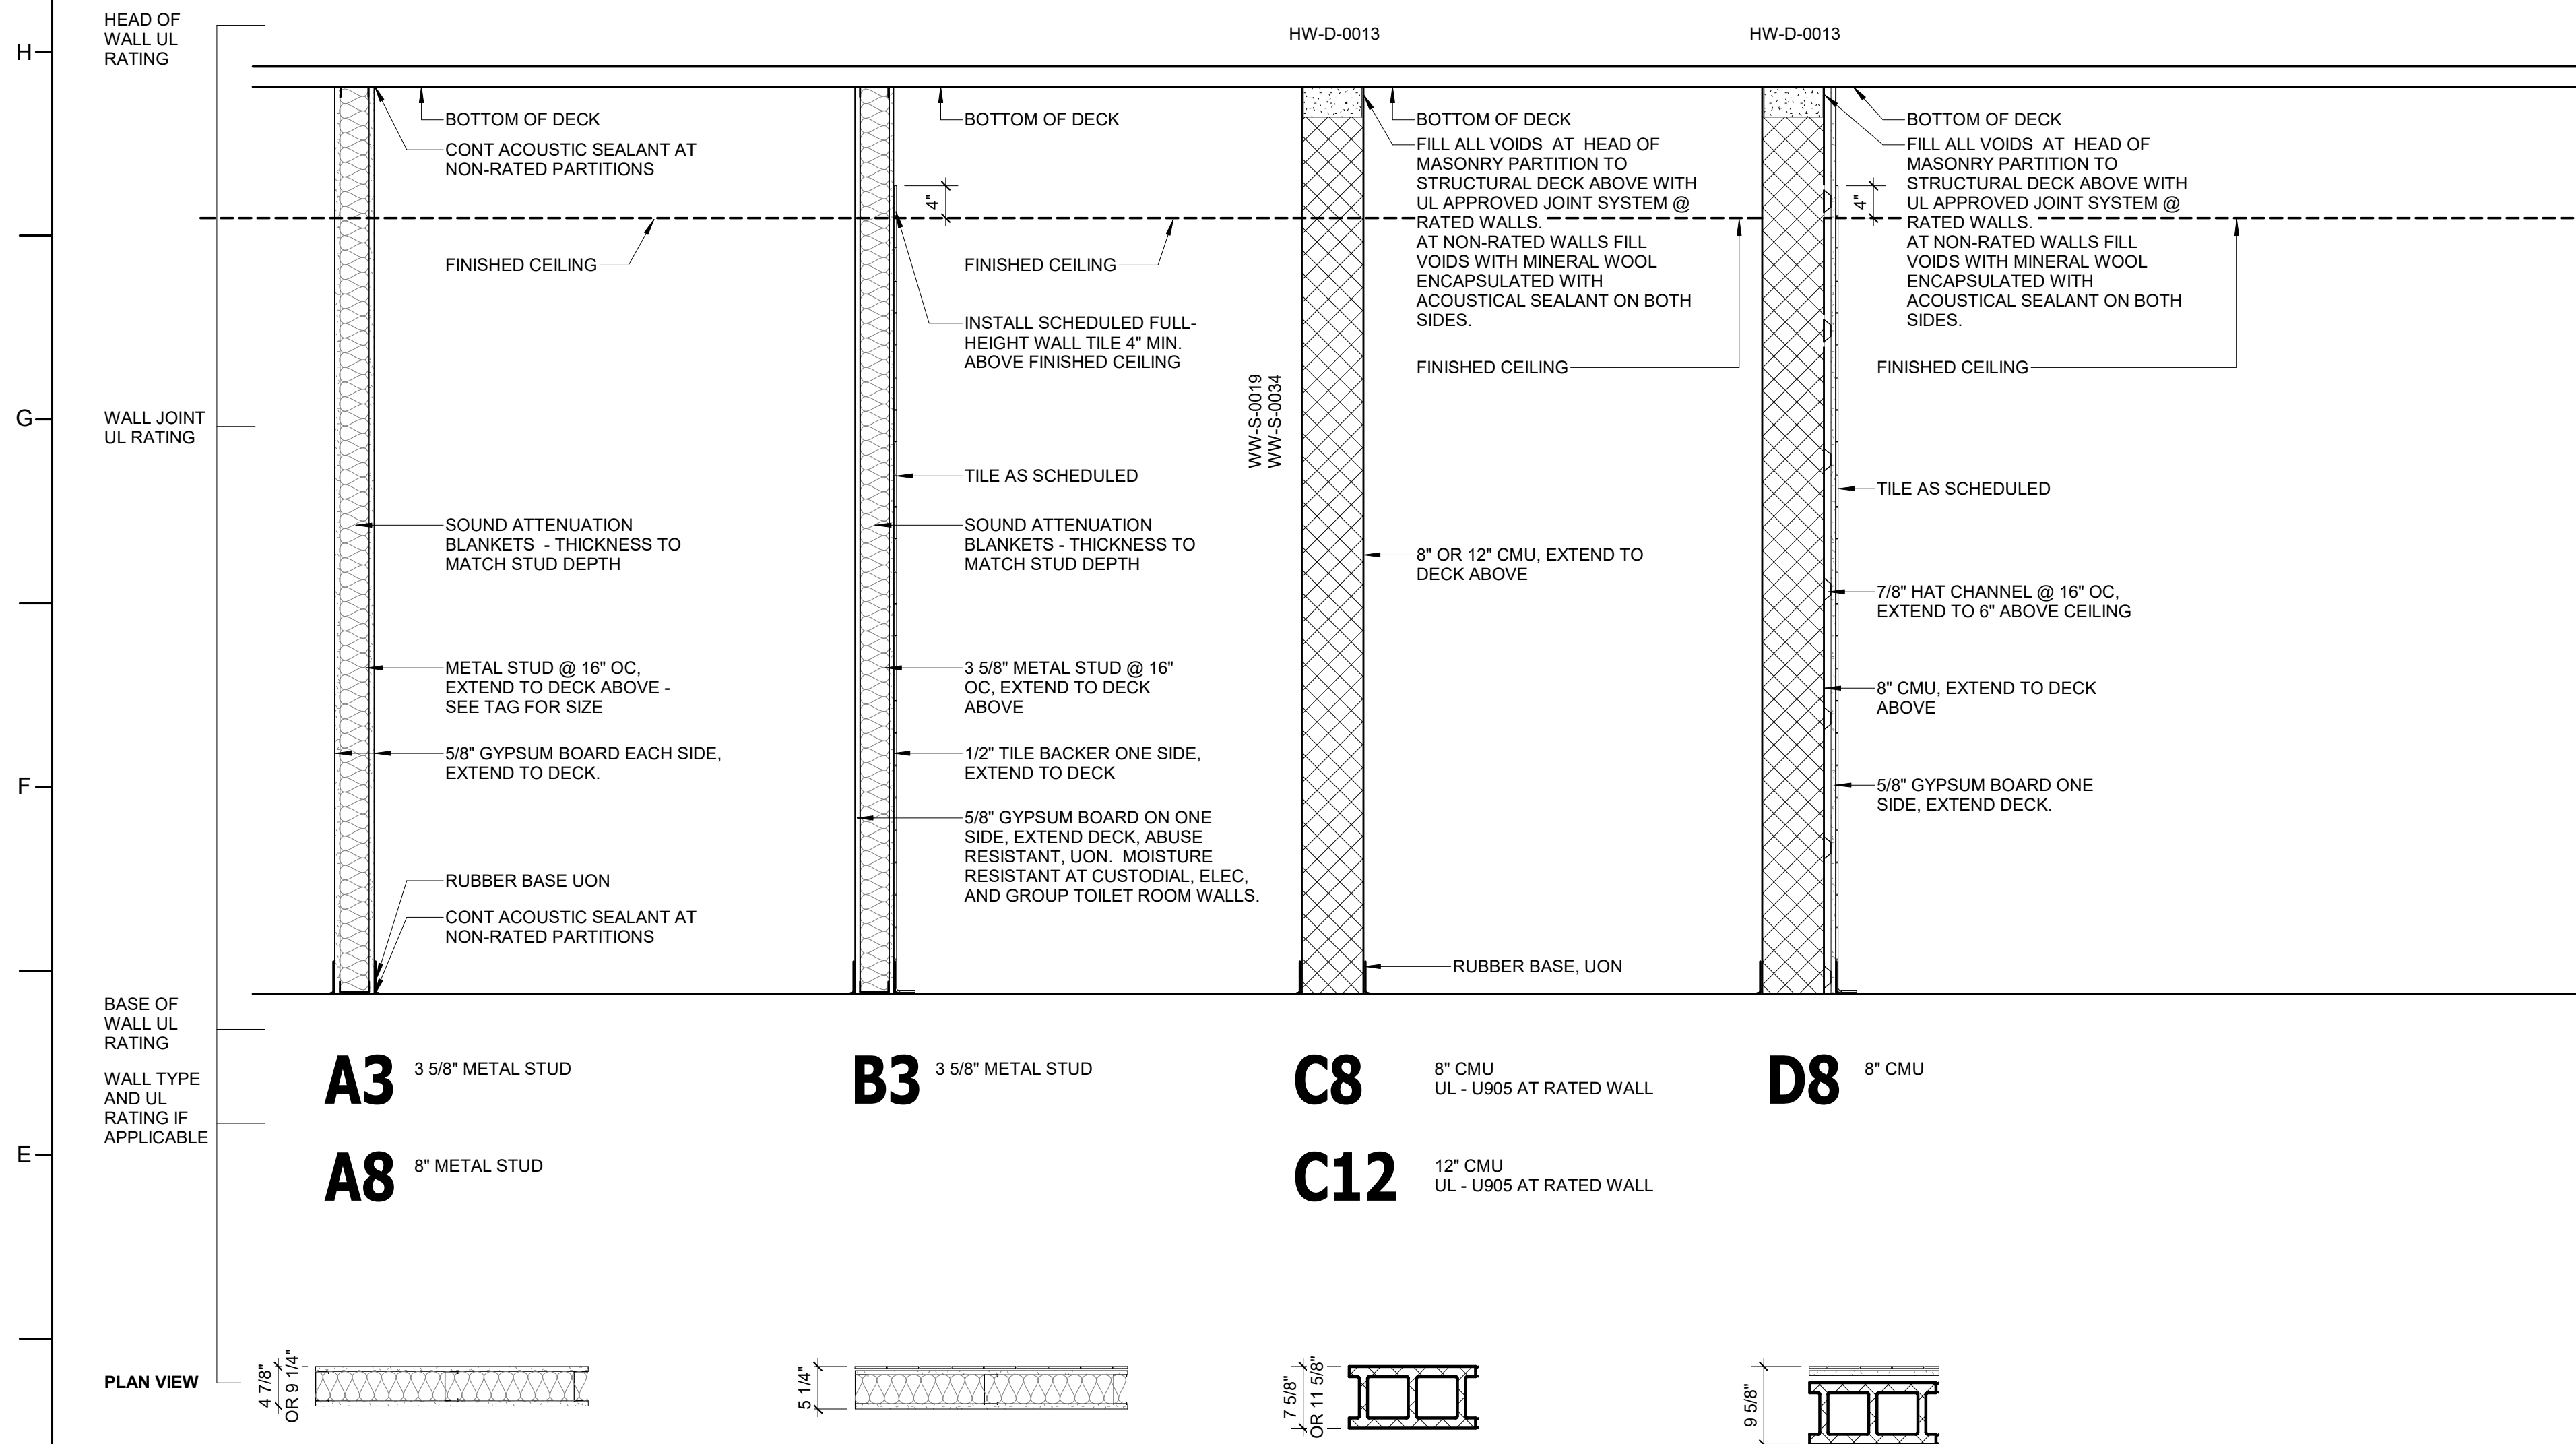 HEAD OF
WALL UL
RATING
HW-D-0013
HW-D-0013
H
BOTTOM OF DECK
CONT ACOUSTIC SEALANT AT
NON-RATED PARTITIONS
FINISHED CEILING
SOUND ATTENUATION
BLANKETS - THICKNESS TO
MATCH STUD DEPTH
METAL STUD @ 16" OC,
EXTEND TO DECK ABOVE -
SEE TAG FOR SIZE
5/8" GYPSUM BOARD EACH SIDE,
EXTEND TO DECK.
RUBBER BASE UON
CONT ACOUSTIC SEALANT AT
NON-RATED PARTITIONS
BOTTOM OF DECK
4"
FINISHED CEILING
INSTALL SCHEDULED FULL-
HEIGHT WALL TILE 4" MIN.
ABOVE FINISHED CEILING
TILE AS SCHEDULED
SOUND ATTENUATION
BLANKETS - THICKNESS TO
MATCH STUD DEPTH
3 5/8" METAL STUD @ 16"
OC, EXTEND TO DECK
ABOVE
1/2" TILE BACKER ONE SIDE,
EXTEND TO DECK
5/8" GYPSUM BOARD ON ONE
SIDE, EXTEND DECK, ABUSE
RESISTANT, UON. MOISTURE
RESISTANT AT CUSTODIAL, ELEC,
AND GROUP TOILET ROOM WALLS.
WW-S-0019
WW-S-0034
BOTTOM OF DECK
FILL ALL VOIDS AT HEAD OF
MASONRY PARTITION TO
STRUCTURAL DECK ABOVE WITH
UL APPROVED JOINT SYSTEM @
RATED WALLS.
AT NON-RATED WALLS FILL
VOIDS WITH MINERAL WOOL
ENCAPSULATED WITH
ACOUSTICAL SEALANT ON BOTH
SIDES.
FINISHED CEILING
8" OR 12" CMU, EXTEND TO
DECK ABOVE
RUBBER BASE, UON
BOTTOM OF DECK
FILL ALL VOIDS AT HEAD OF
MASONRY PARTITION TO
STRUCTURAL DECK ABOVE WITH
UL APPROVED JOINT SYSTEM @
RATED WALLS.
AT NON-RATED WALLS FILL
VOIDS WITH MINERAL WOOL
ENCAPSULATED WITH
ACOUSTICAL SEALANT ON BOTH
SIDES.
4"
FINISHED CEILING
TILE AS SCHEDULED
7/8" HAT CHANNEL @ 16" OC,
EXTEND TO 6" ABOVE CEILING
8" CMU, EXTEND TO DECK
ABOVE
5/8" GYPSUM BOARD ONE
SIDE, EXTEND DECK.
G
WALL JOINT
UL RATING
F
BASE OF
WALL UL
RATING
WALL TYPE
AND UL
RATING IF
APPLICABLE
E
A3 3 5/8" METAL STUD
A8 8" METAL STUD
B3 3 5/8" METAL STUD
C8 8" CMU
UL - U905 AT RATED WALL
C12 12" CMU
UL - U905 AT RATED WALL
D8 8" CMU
PLAN VIEW
4 7/8"
OR 9 1/4"
5 1/4"
7 5/8"
OR 11 5/8"
9 5/8"